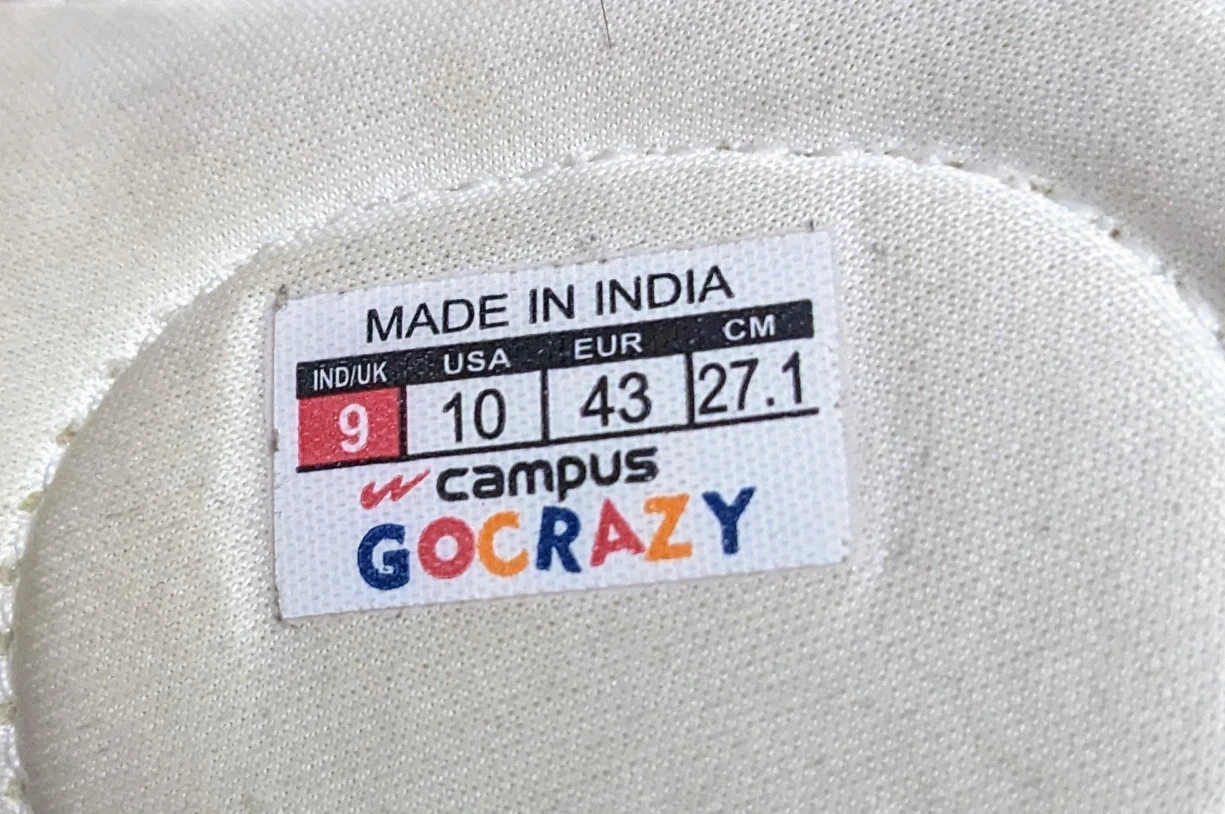 MADE IN INDIA
IND/UK USA EUR CM
9 10 43 27.1
campus
GOCRAZY